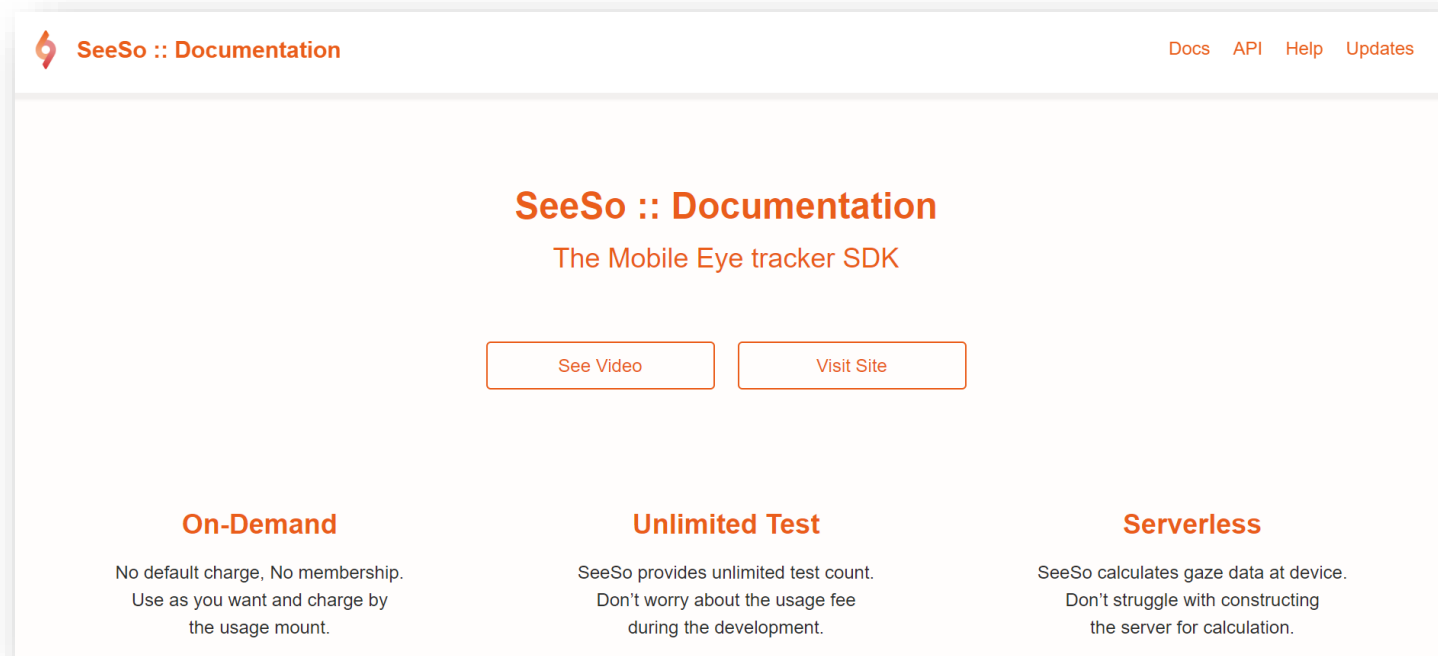 SeeSo :: Documentation
Docs API Help Updates
SeeSo :: Documentation
The Mobile Eye tracker SDK
See Video
Visit Site
On-Demand
No default charge, No membership.
Use as you want and charge by
the usage mount.
Unlimited Test
SeeSo provides unlimited test count.
Don’t worry about the usage fee
during the development.
Serverless
SeeSo calculates gaze data at device.
Don’t struggle with constructing
the server for calculation.